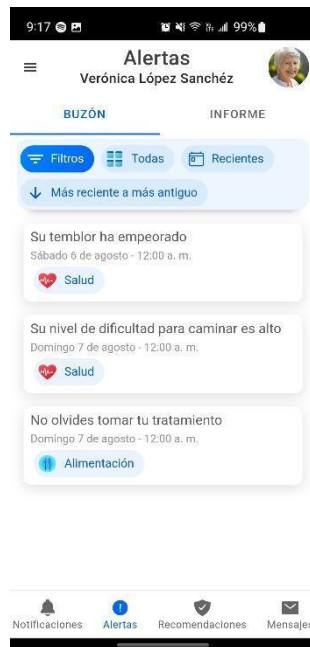 9:17 99%
Alertas
Verónica López Sanchéz
BUZÓN INFORME
Filtros Todas Recientes
Más reciente a más antiguo
Su temblor ha empeorado
Sábado 6 de agosto - 12:00 a. m.
Salud
Su nivel de dificultad para caminar es alto
Domingo 7 de agosto - 12:00 a. m.
Salud
No olvides tomar tu tratamiento
Domingo 7 de agosto - 12:00 a. m.
Alimentación
Notificaciones Alertas Recomendaciones Mensajes